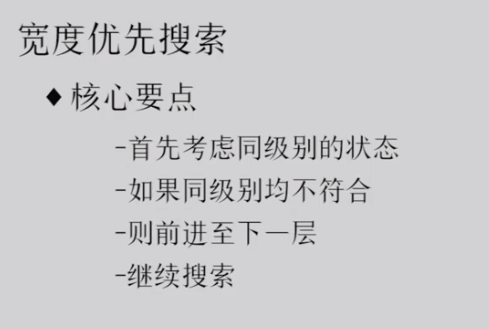 宽度优先搜索
◆核心要点
-首先考虑同级别的状态
-如果同级别均不符合
-则前进至下一层
-继续搜索